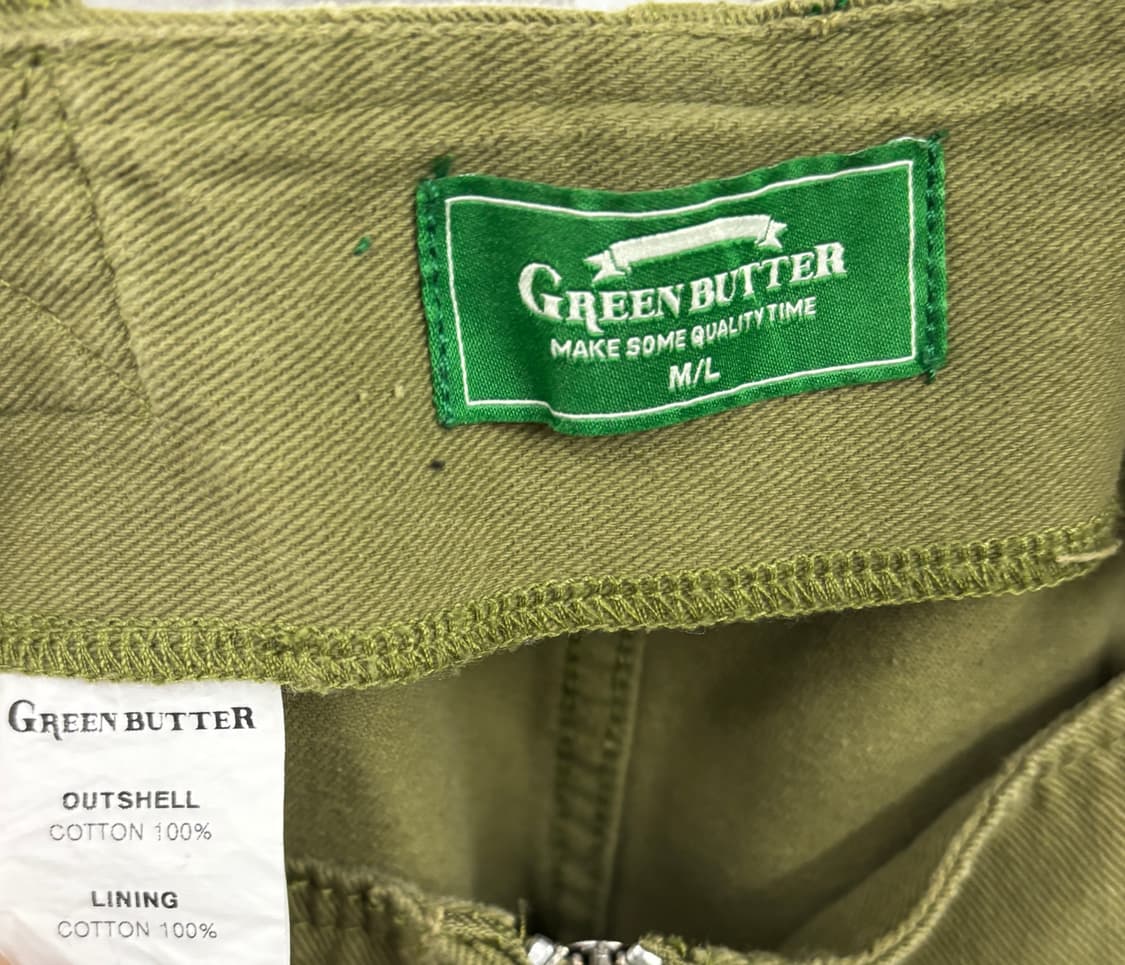 GREEN BUTTER
MAKE SOME QUALITY TIME
M/L
GREEN BUTTER
OUTSHELL
COTTON 100%
LINING
COTTON 100%